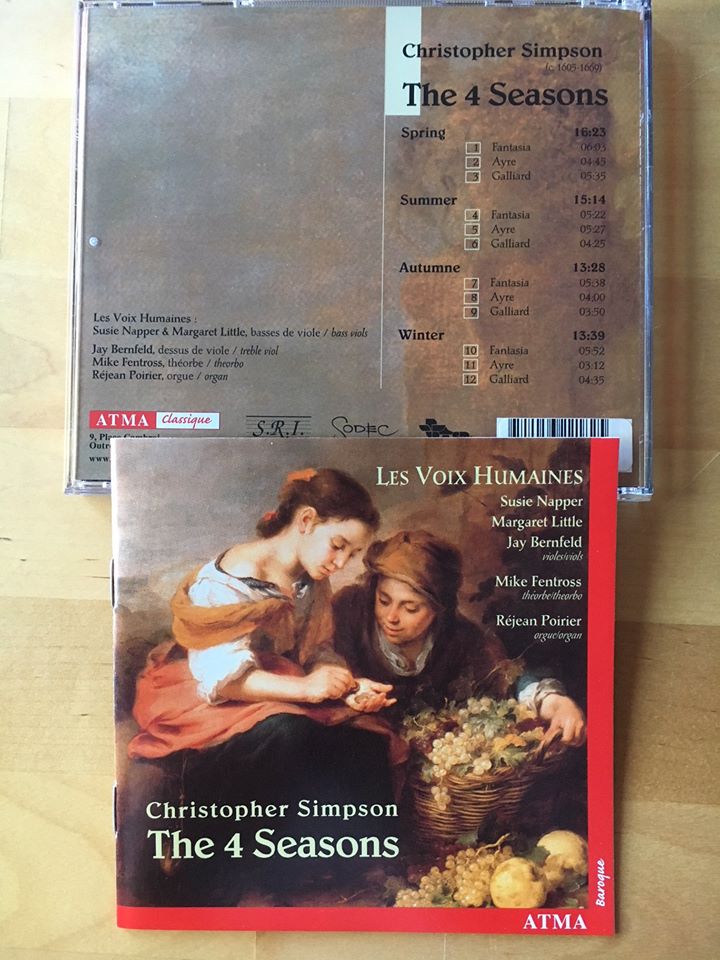 Christopher Simpson
(c 1605-1669)
The 4 Seasons
Spring 16:23
1 Fantasia 06:03
2 Ayre 04:45
3 Galliard 05:35
Summer 15:14
4 Fantasia 05:22
5 Ayre 05:27
6 Galliard 04:25
Autumne 13:28
7 Fantasia 05:38
8 Ayre 04:00
9 Galliard 03:50
Winter 13:39
10 Fantasia 05:52
11 Ayre 03:12
12 Galliard 04:35
Les Voix Humaines :
Susie Napper & Margaret Little, basses de viole / bass viols
Jay Bernfeld, dessus de viole / treble viol
Mike Fentross, théorbe / theorbo
Réjean Poirier, orgue / organ
ATMA Classique
S.R.I. SODEC
9,
LES VOIX HUMAINES
Susie Napper
Margaret Little
Jay Bernfeld
violes/viols
Mike Fentross
théorbe/theorbo
Réjean Poirier
orgue/organ
Christopher Simpson
The 4 Seasons
Baroque
ATMA